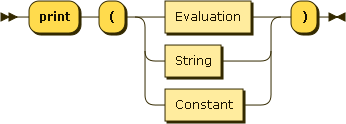 print ( Evaluation )
String
Constant